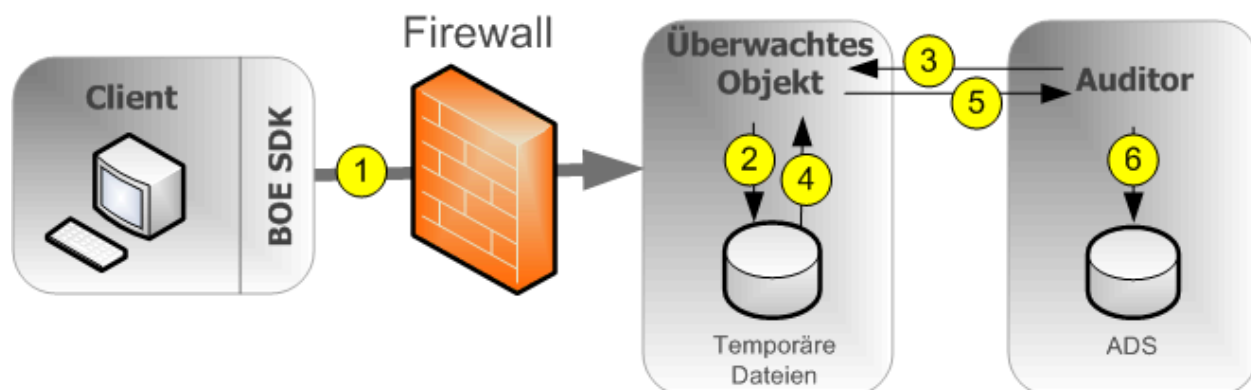 Firewall
Client
BOE SDK
1
Überwachtes
Objekt
2
4
Temporäre
Dateien
3
5
Auditor
6
ADS